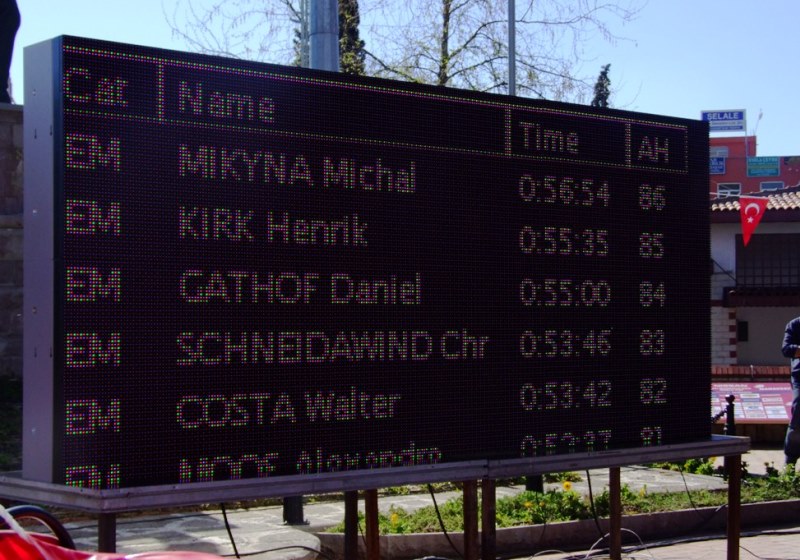 Cat Name Time AH
EM MIKYNA Michal 0:56:54 86
EM KIRK Henrik 0:55:35 85
EM GATHOF Daniel 0:55:00 84
EM SCHNEIDAWIND Chr 0:53:46 83
EM COSTA Walter 0:53:42 82
EM 81
SELALE